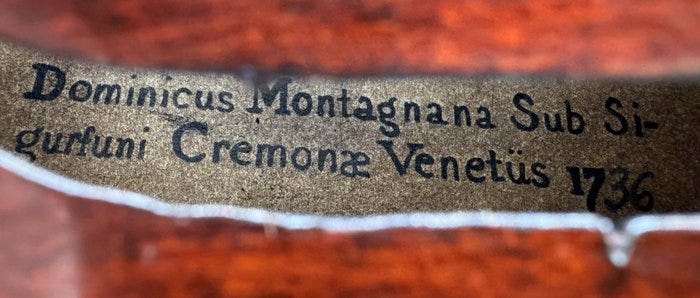 Dominicus Montagnana Sub Si-
gurfuni Cremonæ Venetüs 1736